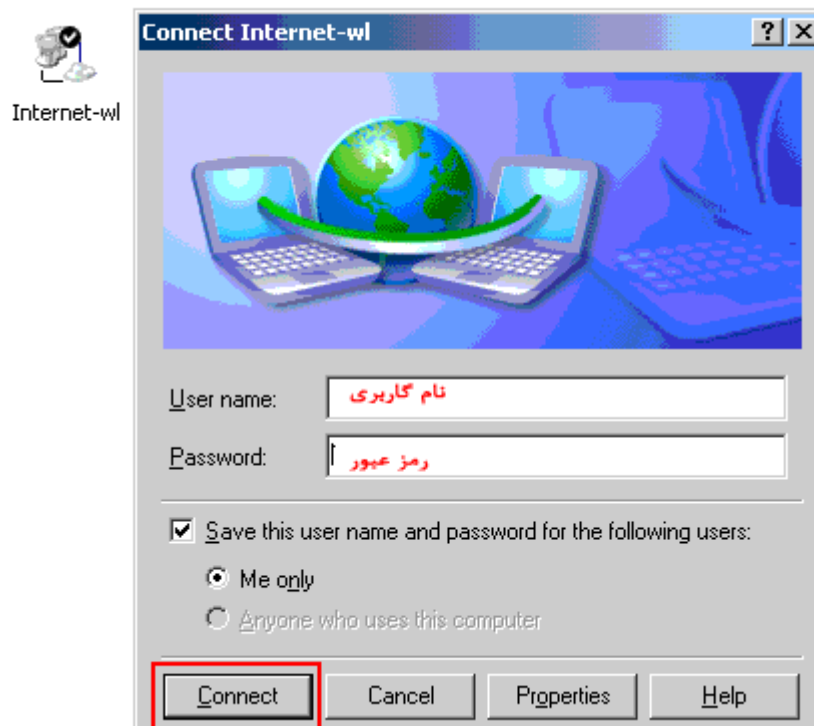 Connect Internet-wl
Internet-wl
User name: نام گاربری
Password: رمز عبور
Save this user name and password for the following users:
Me only
Anyone who uses this computer
Connect Cancel Properties Help